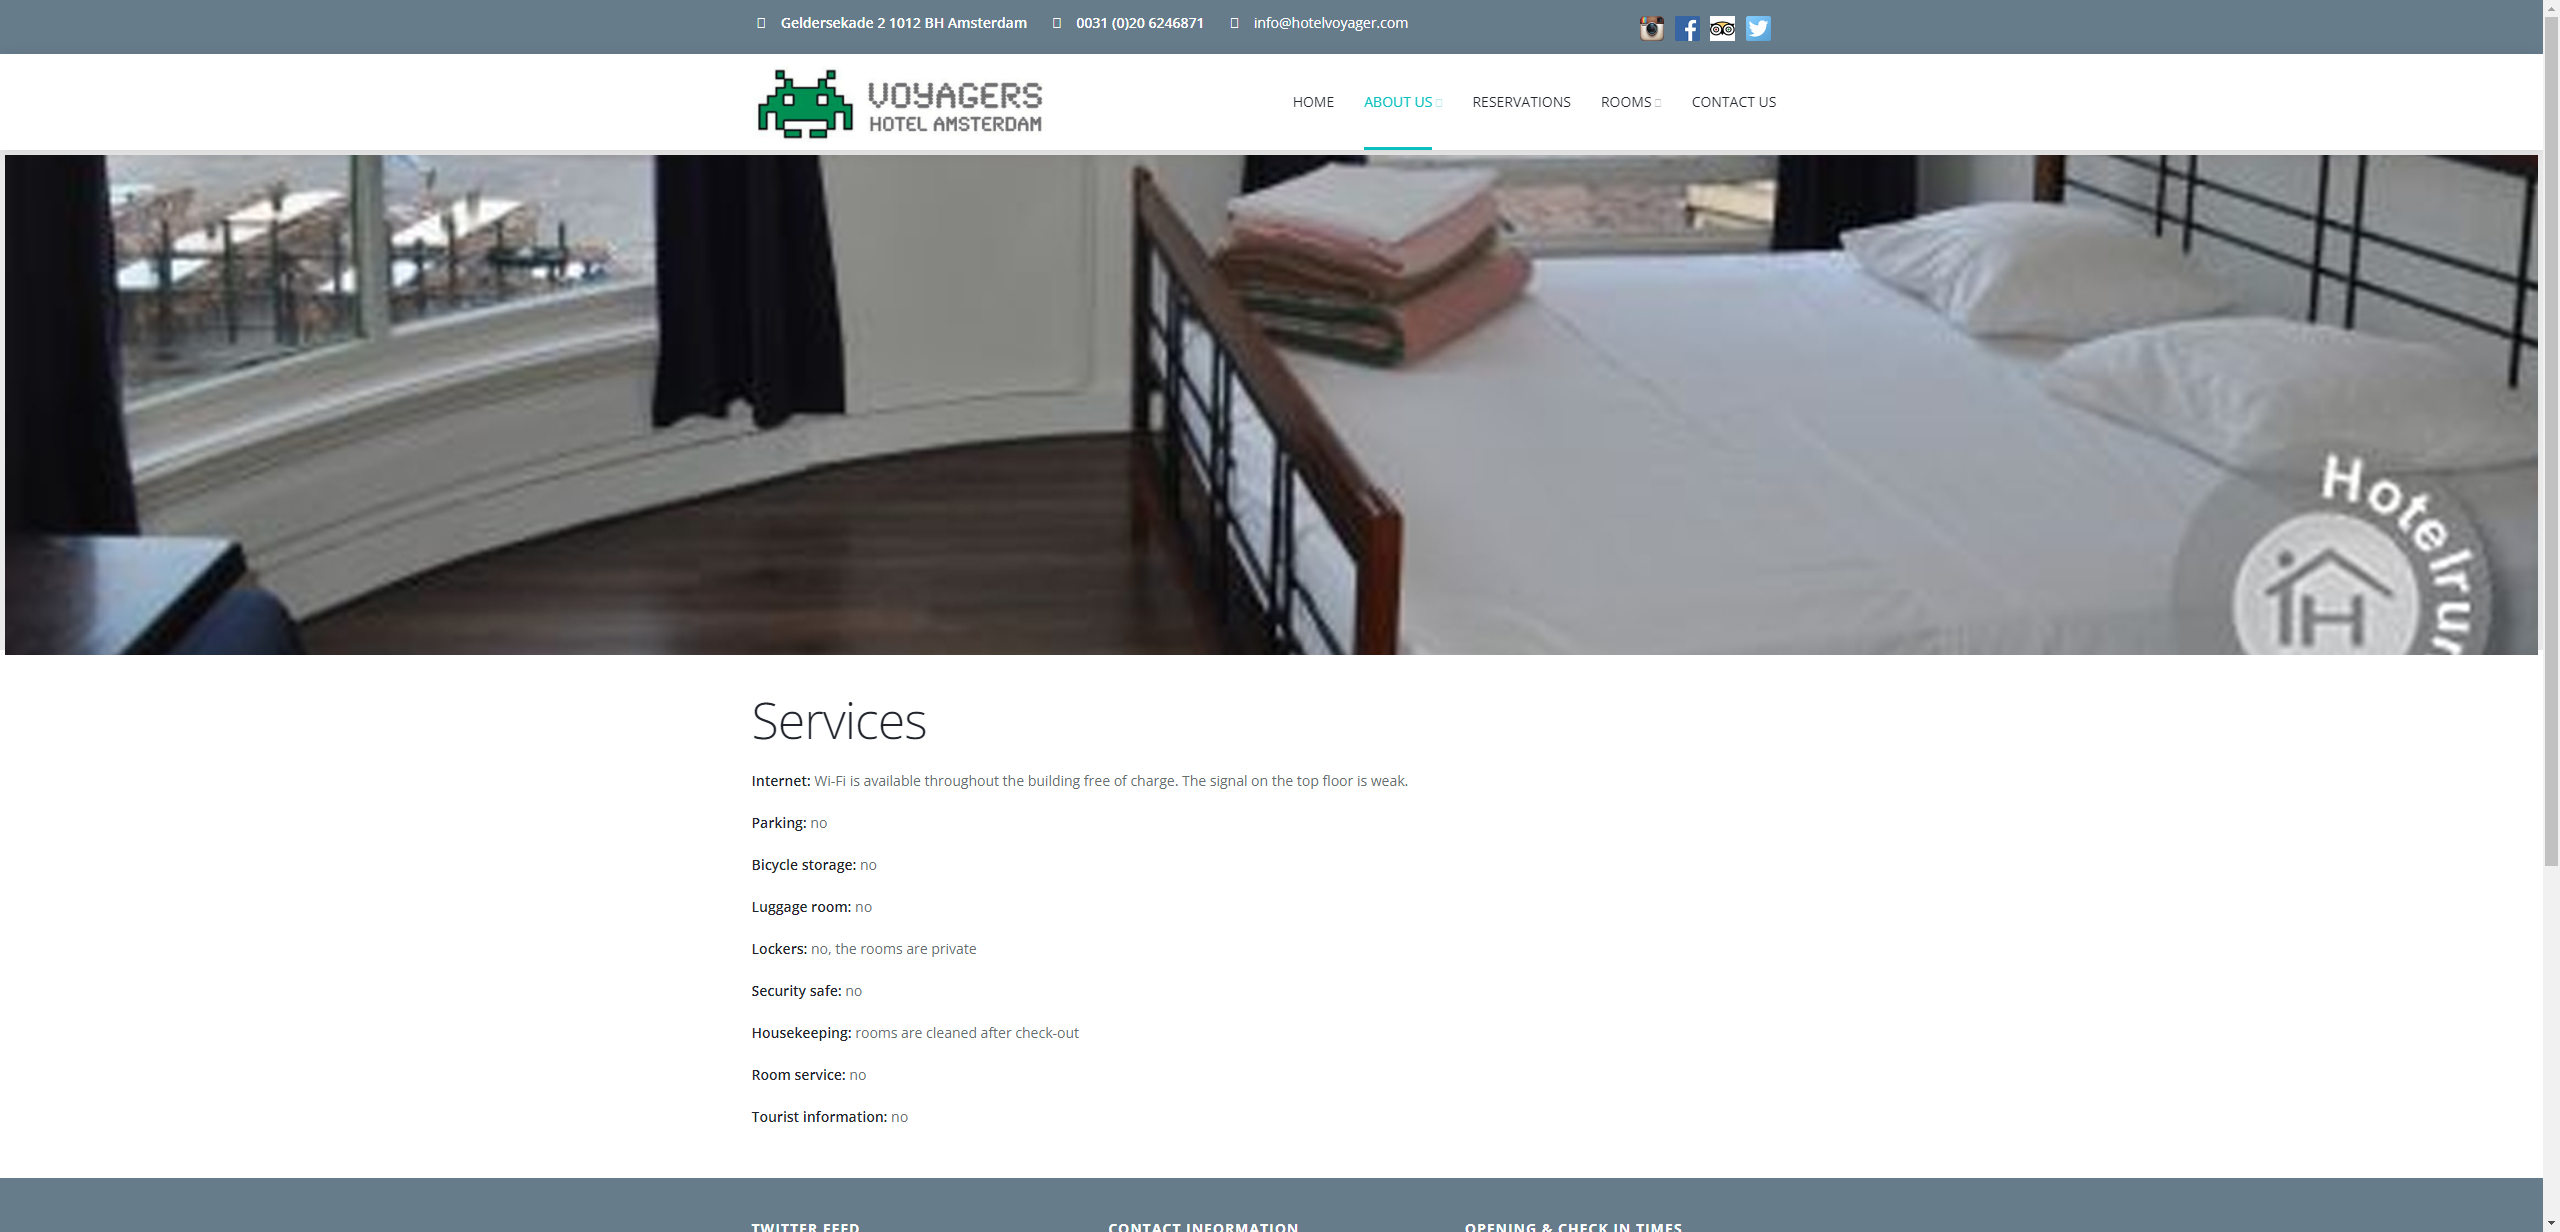 Geldersekade 2 1012 BH Amsterdam 0031 (0)20 6246871 info@hotelvoyager.com
VOYAGERS
HOTEL AMSTERDAM
HOME ABOUT US RESERVATIONS ROOMS CONTACT US
Hotelrun
H
Services
Internet: Wi-Fi is available throughout the building free of charge. The signal on the top floor is weak.
Parking: no
Bicycle storage: no
Luggage room: no
Lockers: no, the rooms are private
Security safe: no
Housekeeping: rooms are cleaned after check-out
Room service: no
Tourist information: no
TWITTER FEED CONTACT INFORMATION OPENING & CHECK IN TIMES